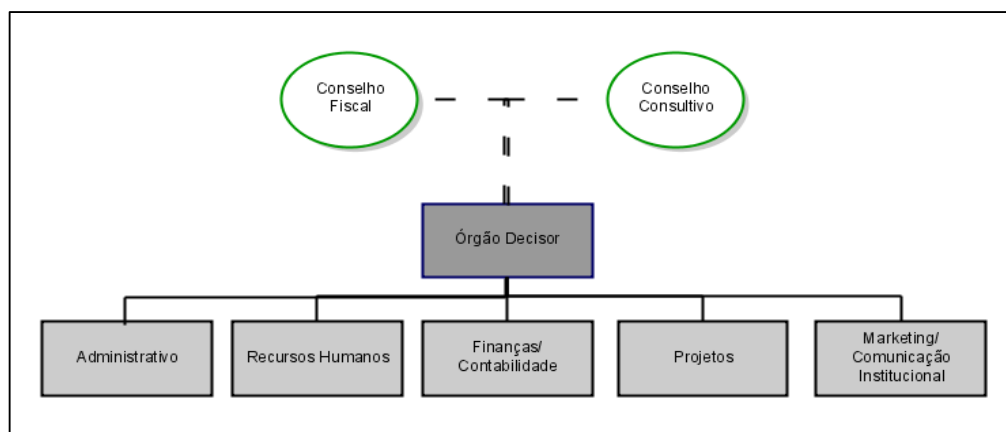 Conselho
Fiscal
Conselho
Consultivo
Órgão Decisor
Administrativo
Recursos Humanos
Finanças/
Contabilidade
Projetos
Marketing/
Comunicação
Institucional